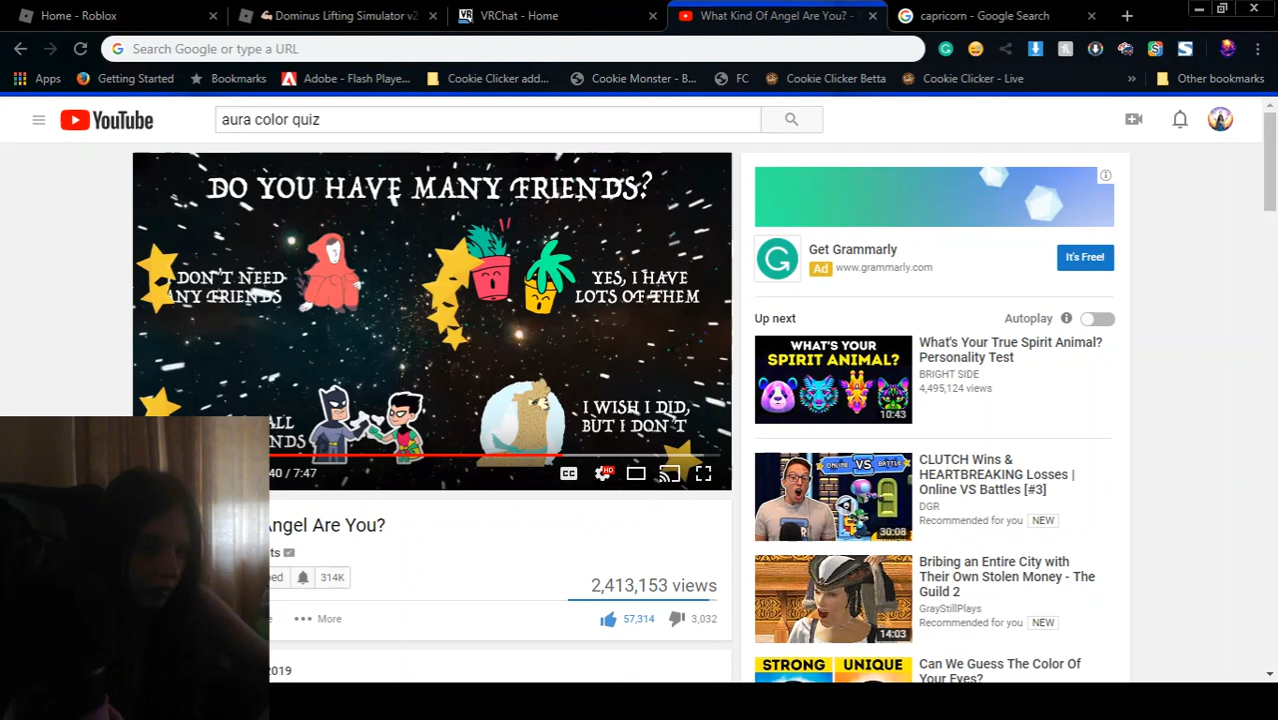 Home - Roblox
Dominus Lifting Simulator v2
VRChat - Home
What Kind Of Angel Are You? -
capricorn - Google Search
Search Google or type a URL
Apps
Getting Started
Bookmarks
Adobe - Flash Playe...
Cookie Clicker add...
Cookie Monster - B...
FC
Cookie Clicker Betta
Cookie Clicker - Live
»
Other bookmarks
YouTube
aura color quiz
DO YOU HAVE MANY FRIENDS?
DON'T NEED
ANY FRIENDS
YES, I HAVE
LOTS OF THEM
ALL
NDS
I WISH I DID,
BUT I DON'T
40 / 7:47
CC
HD
Angel Are You?
ts
ed
314K
2,413,153 views
e
More
57,314
3,032
2019
Get Grammarly
Ad www.grammarly.com
It's Free!
Up next
Autoplay
WHAT'S YOUR
SPIRIT ANIMAL?
10:43
What's Your True Spirit Animal?
Personality Test
BRIGHT SIDE
4,495,124 views
ONLINE VS BATTLE
30:08
CLUTCH Wins &
HEARTBREAKING Losses |
Online VS Battles [#3]
DGR
Recommended for you NEW
14:03
Bribing an Entire City with
Their Own Stolen Money - The
Guild 2
GrayStillPlays
Recommended for you NEW
STRONG UNIQUE
Can We Guess The Color Of
Your Eyes?